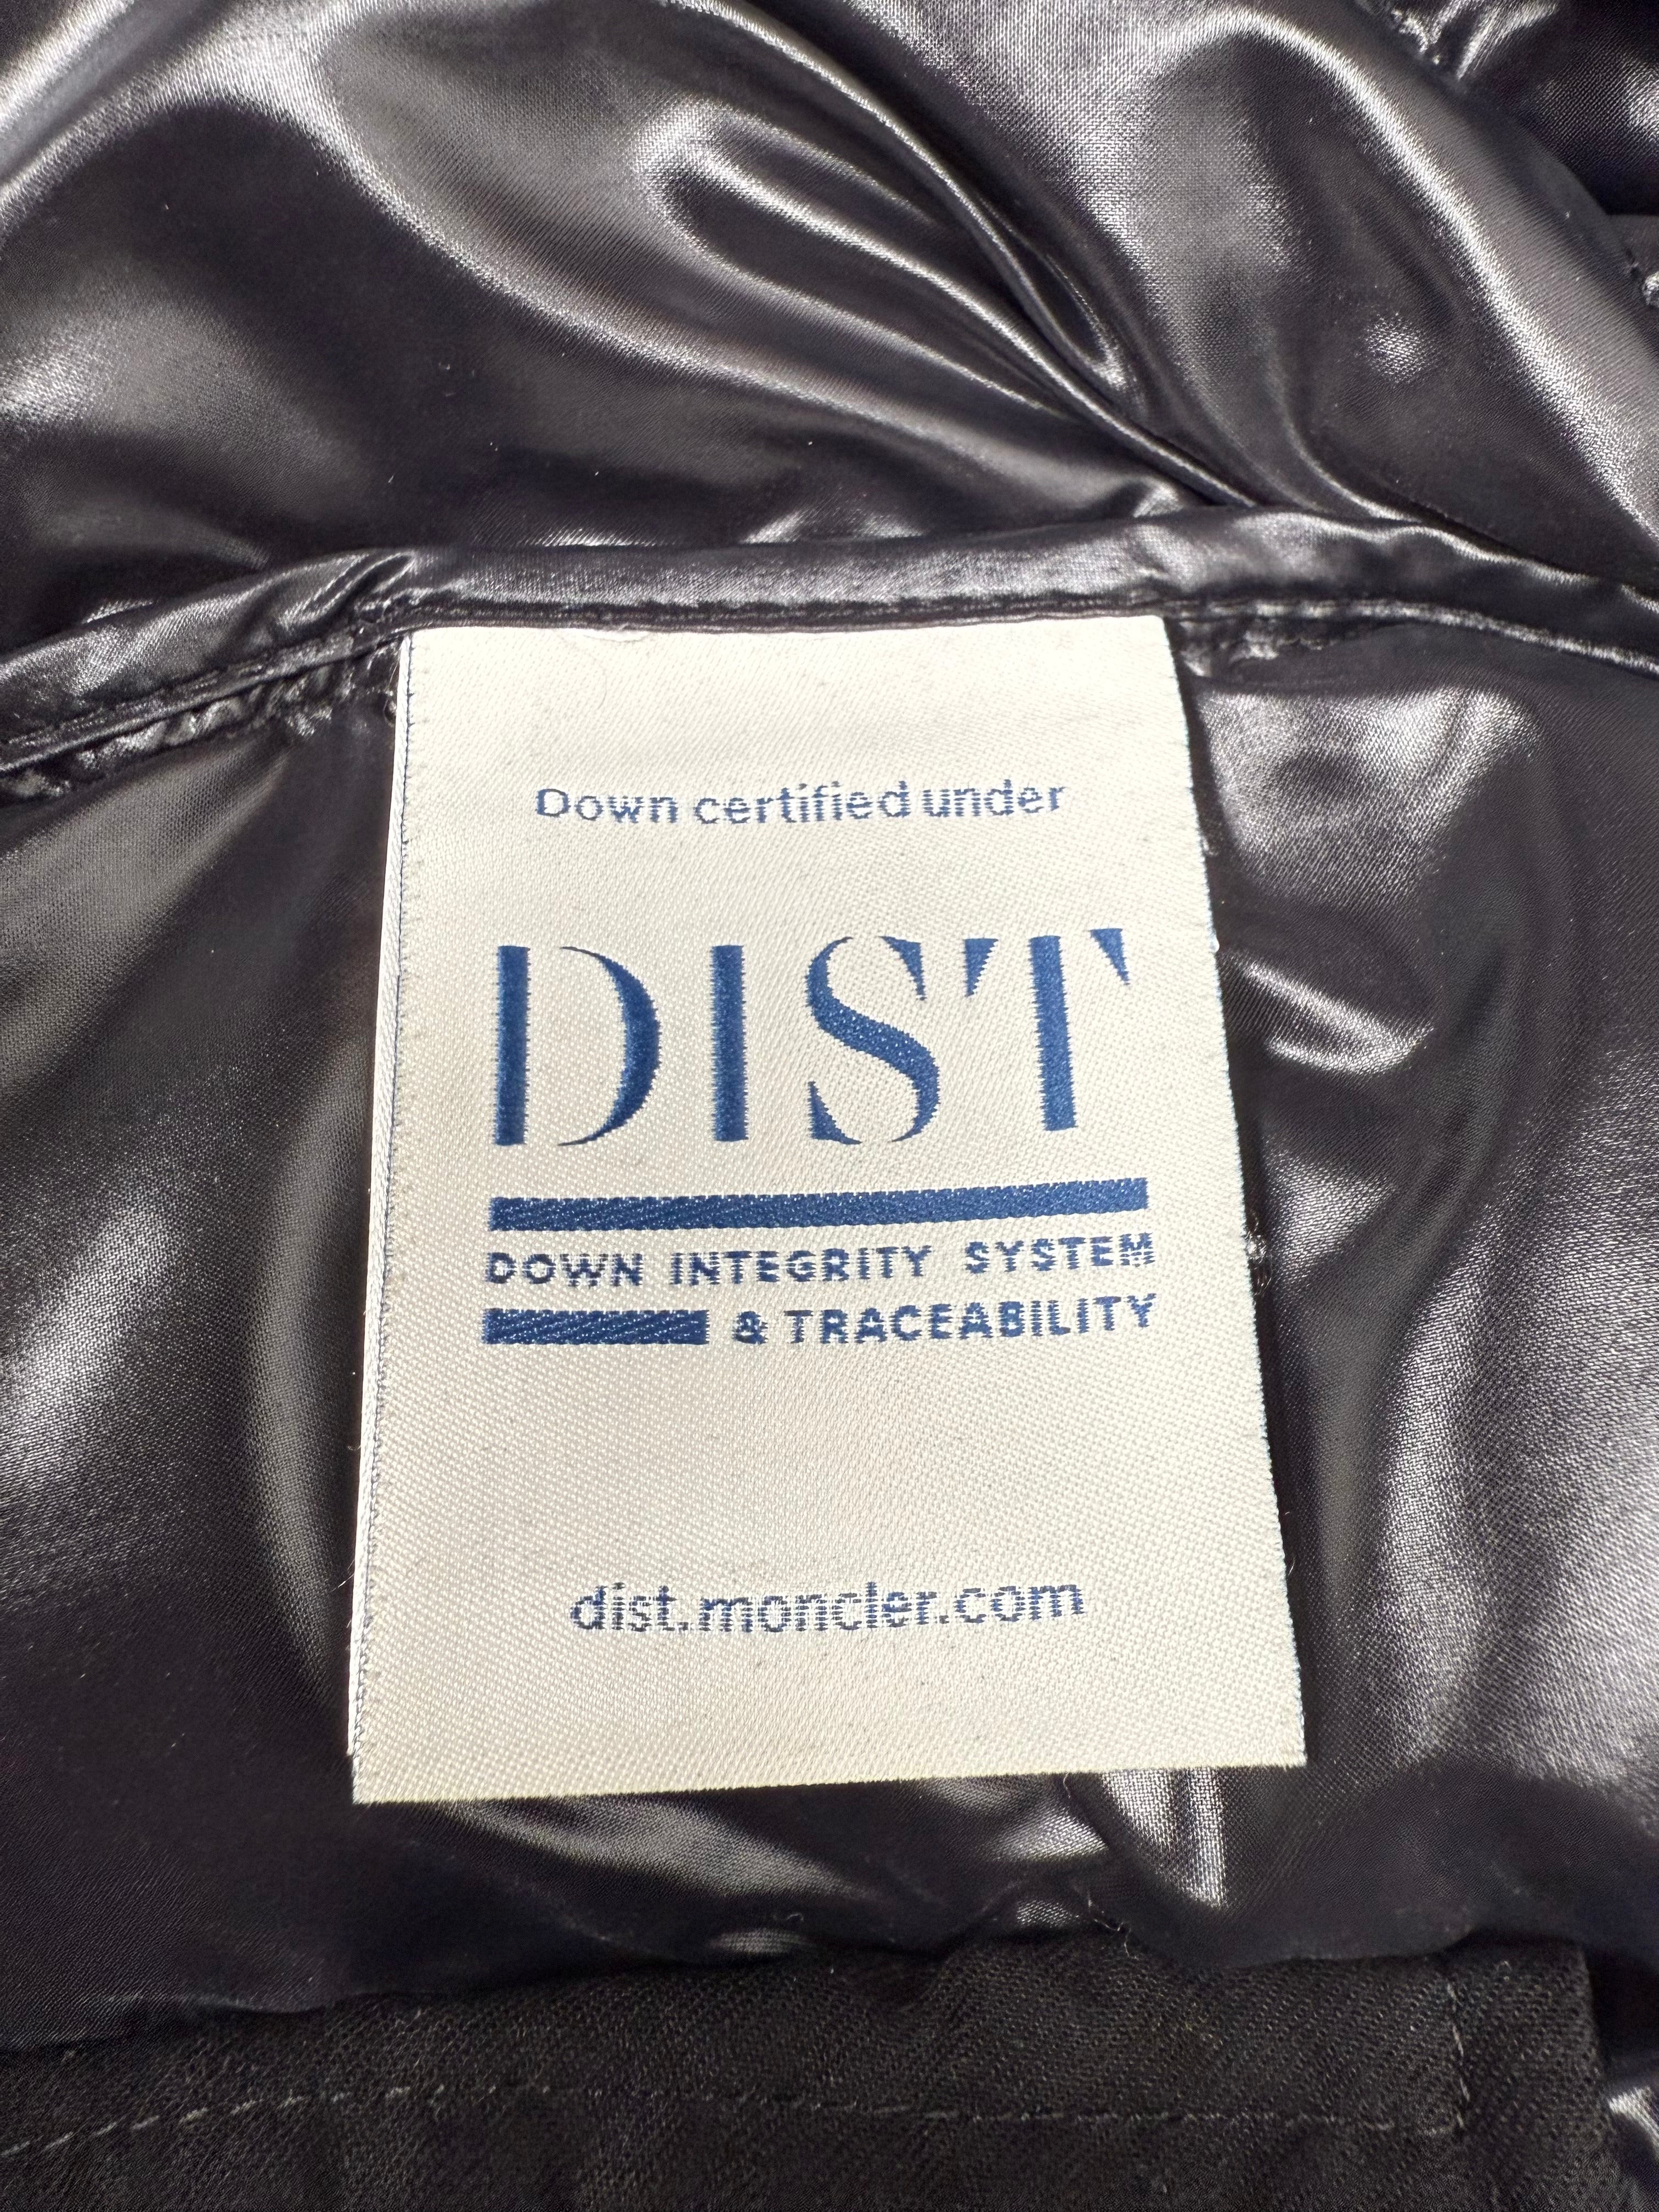 Down certified under
DIST
DOWN INTEGRITY SYSTEM
& TRACEABILITY
dist.moncler.com